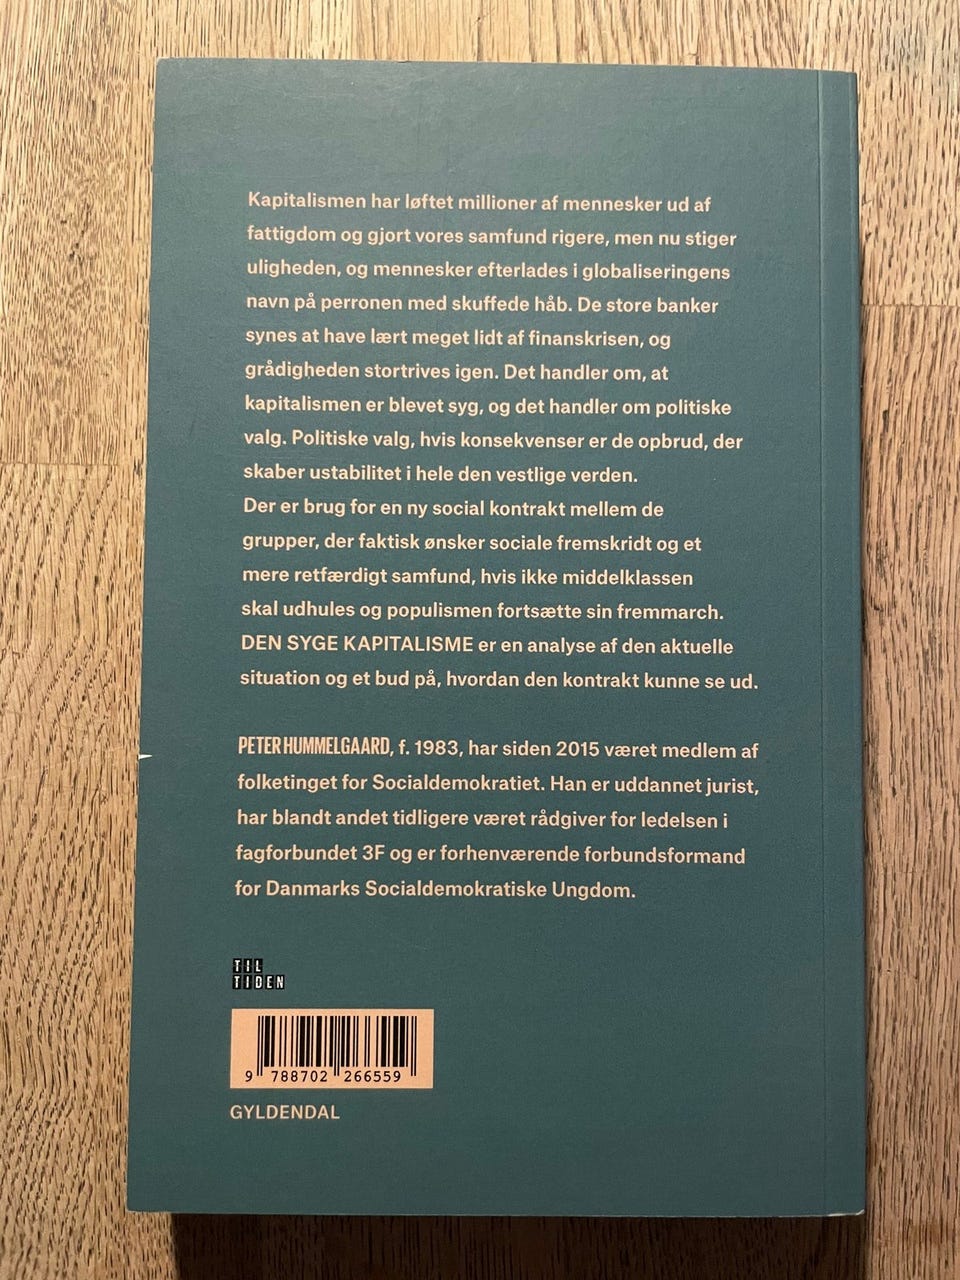 Kapitalismen har løftet millioner af mennesker ud af
fattigdom og gjort vores samfund rigere, men nu stiger
uligheden, og mennesker efterlades i globaliseringens
navn på perronen med skuffede håb. De store banker
synes at have lært meget lidt af finanskrisen, og
grådigheden stortrives igen. Det handler om, at
kapitalismen er blevet syg, og det handler om politiske
valg. Politiske valg, hvis konsekvenser er de opbrud, der
skaber ustabilitet i hele den vestlige verden.
Der er brug for en ny social kontrakt mellem de
grupper, der faktisk ønsker sociale fremskridt og et
mere retfærdigt samfund, hvis ikke middelklassen
skal udhules og populismen fortsætte sin fremmarch.
DEN SYGE KAPITALISME er en analyse af den aktuelle
situation og et bud på, hvordan den kontrakt kunne se ud.
PETER HUMMELGAARD, f. 1983, har siden 2015 været medlem af
folketinget for Socialdemokratiet. Han er uddannet jurist,
har blandt andet tidligere været rådgiver for ledelsen i
fagforbundet 3F og er forhenværende forbundsformand
for Danmarks Socialdemokratiske Ungdom.
TIL
TIDEN
9 788702 266559
GYLDENDAL